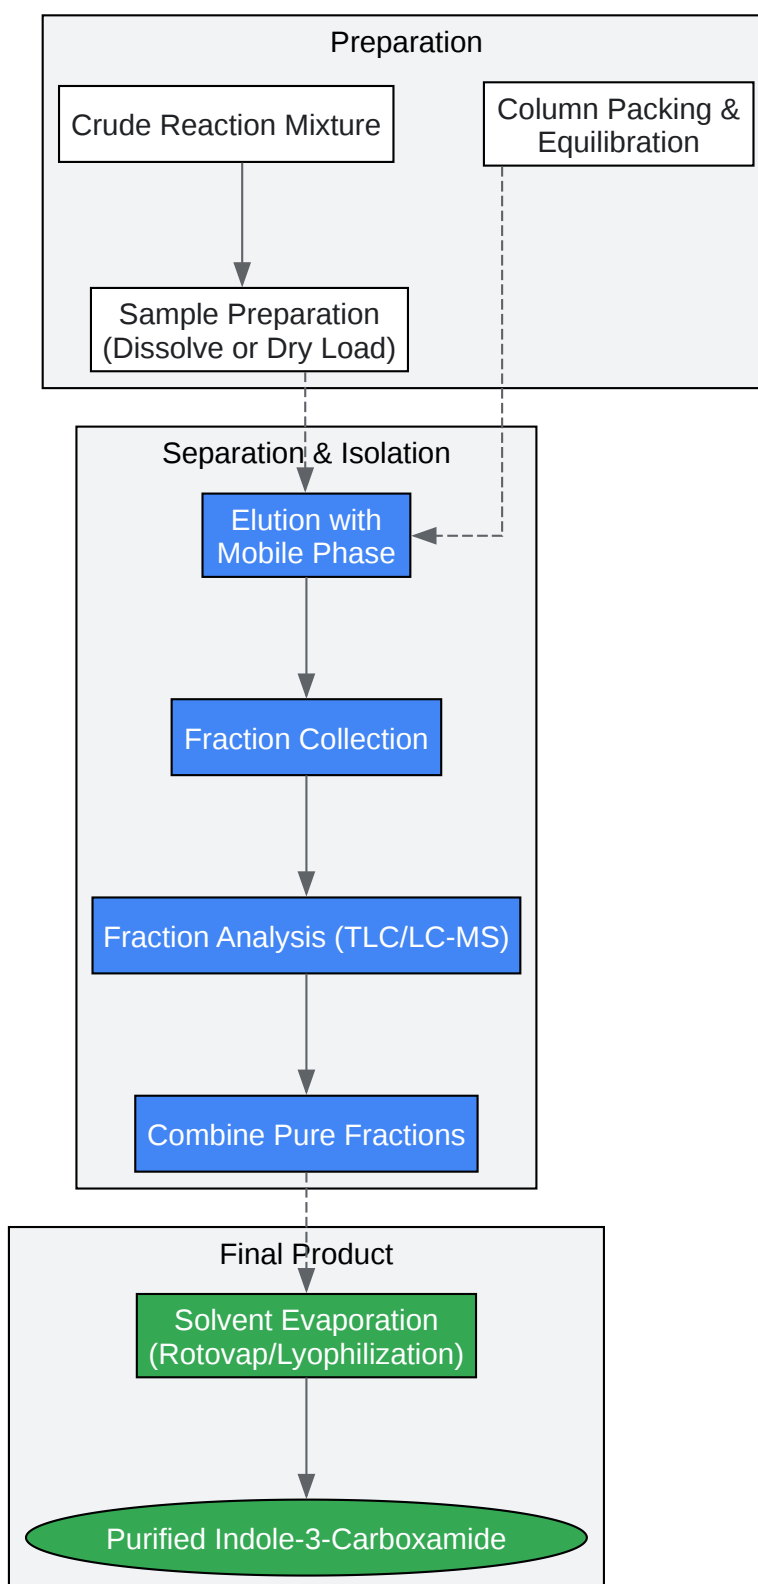 Preparation
Crude Reaction Mixture
Column Packing &
Equilibration
Sample Preparation
(Dissolve or Dry Load)
Separation & Isolation
Elution with
Mobile Phase
Fraction Collection
Fraction Analysis (TLC/LC-MS)
Combine Pure Fractions
Final Product
Solvent Evaporation
(Rotovap/Lyophilization)
Purified Indole-3-Carboxamide